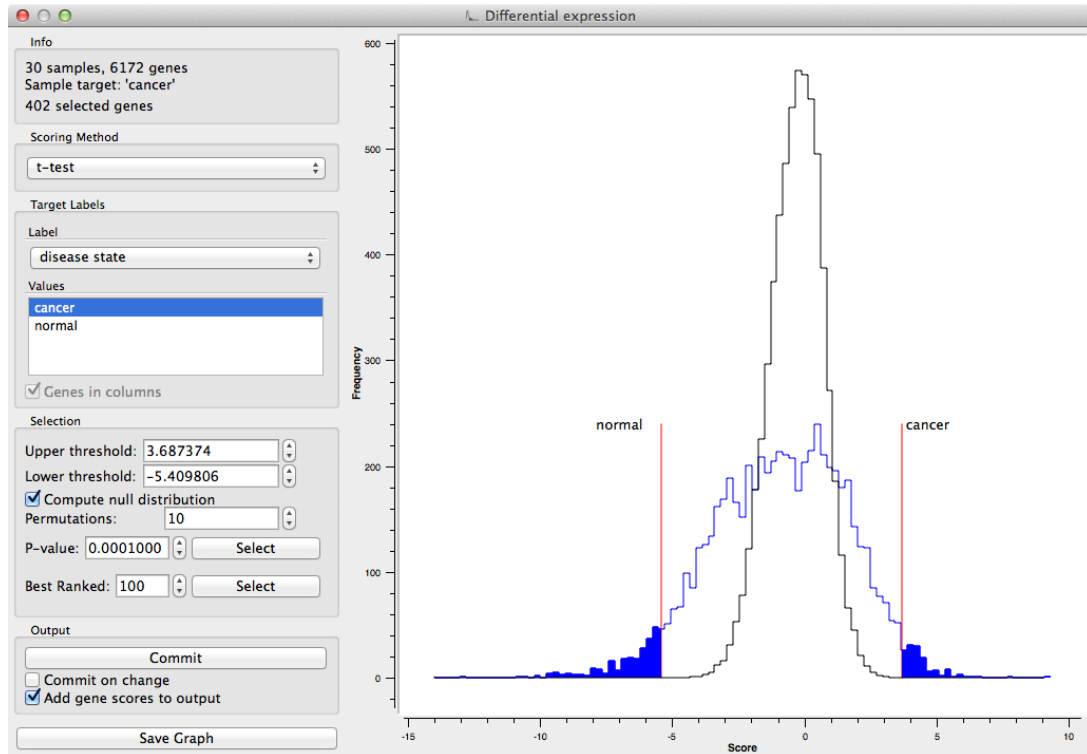 Differential expression
Info
30 samples, 6172 genes
Sample target: 'cancer'
402 selected genes
Scoring Method
t-test
Target Labels
Label
disease state
Values
cancer
normal
Genes in columns
Selection
Upper threshold: 3.687374
Lower threshold: -5.409806
Compute null distribution
Permutations: 10
P-value: 0.0001000 Select
Best Ranked: 100 Select
Output
Commit
Commit on change
Add gene scores to output
Save Graph
600
500
400
300
200
100
0
Frequency
normal
cancer
-15 -10 -5 0 5 10
Score